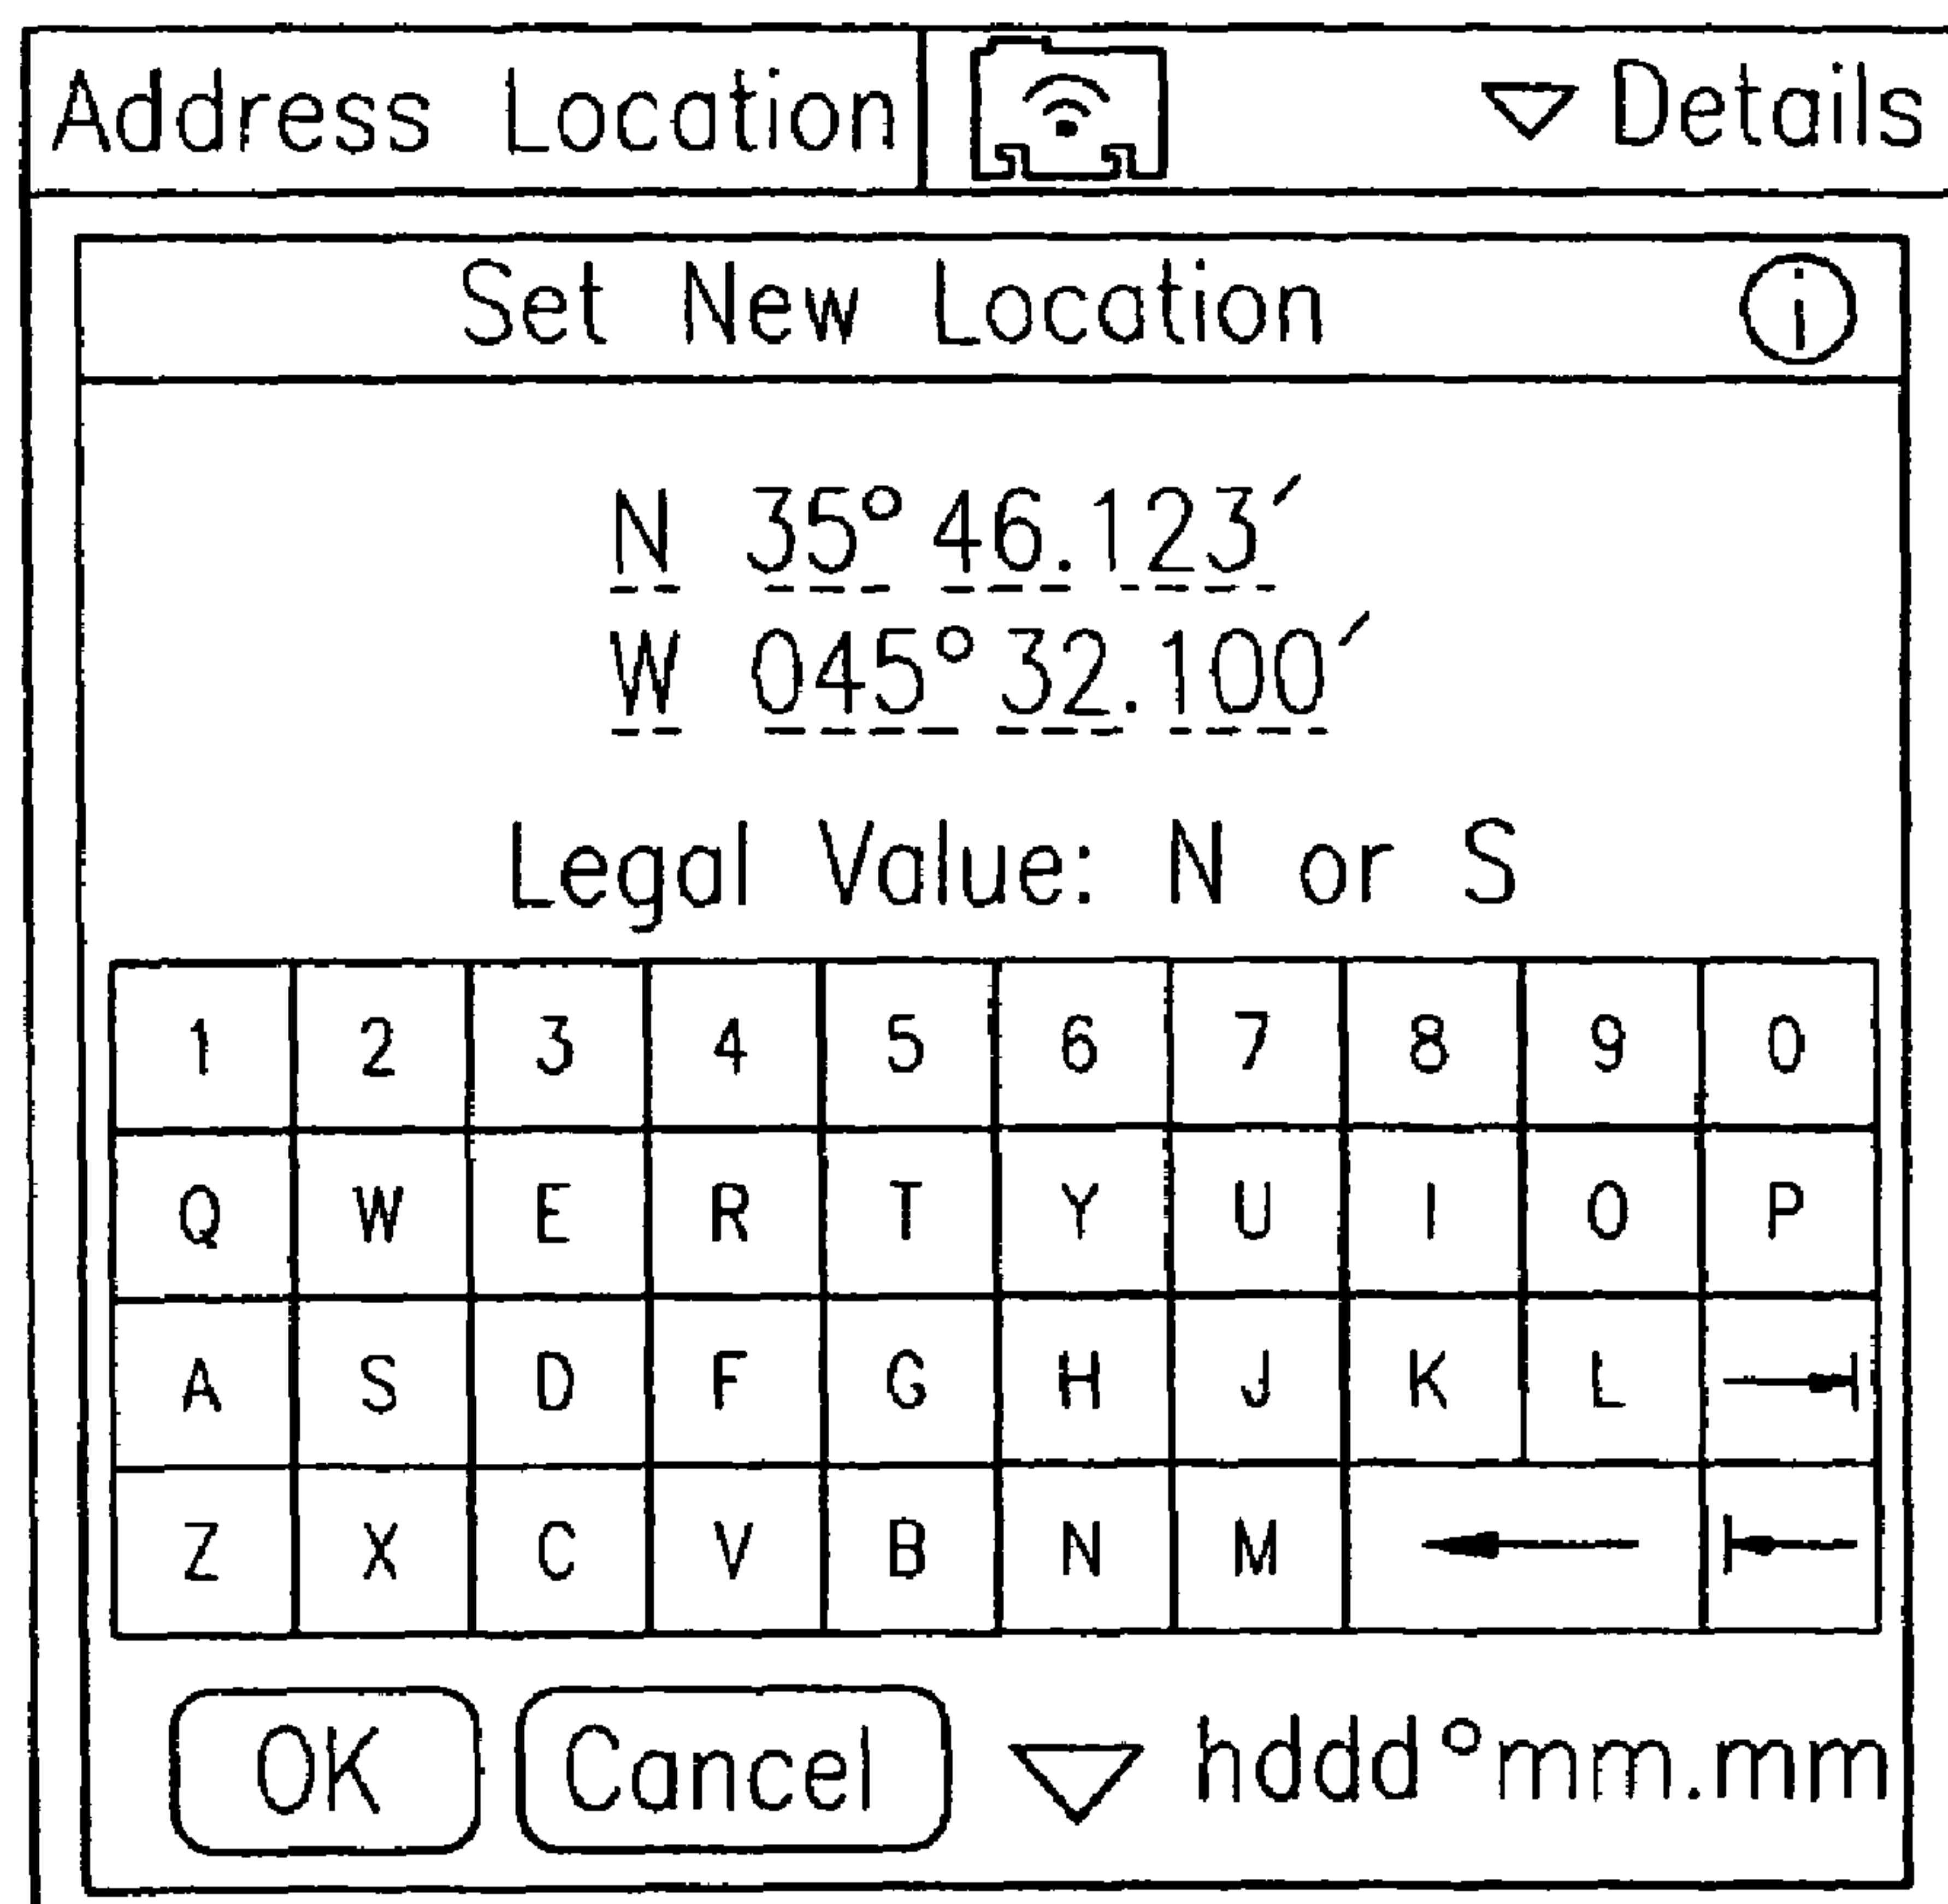 Address Location ▽ Details
Set New Location i
N 35°46.123′
W 045°32.100′
Legal Value: N or S
1 2 3 4 5 6 7 8 9 0
Q W E R T Y U I O P
A S D F G H J K L
Z X C V B N M
OK Cancel ▽ hddd°mm.mm